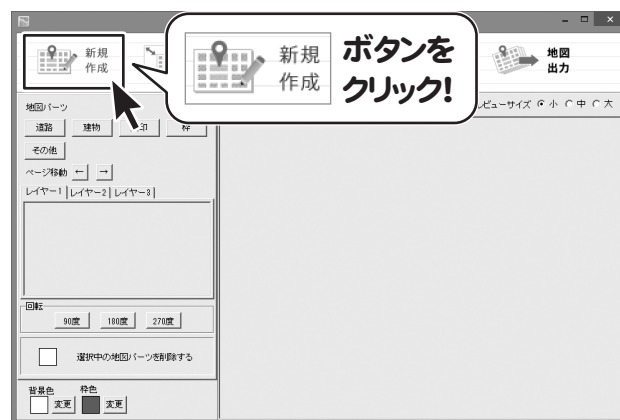 新規
作成
新規
作成
ボタンを
クリック!
地図
出力
レビューサイズ 小 中 大
地図パーツ
道路 建物 印 枠
その他
ページ移動 ← →
レイヤー1 レイヤー2 レイヤー3
回転
90度 180度 270度
選択中の地図パーツを削除する
背景色 枠色
変更 変更